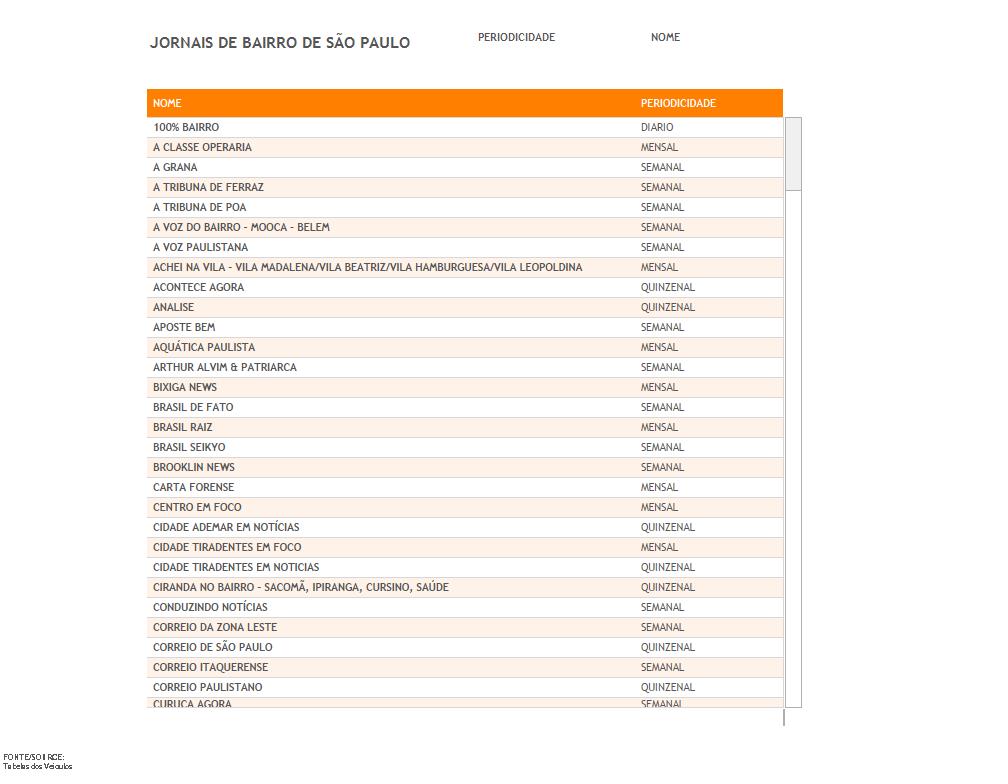 JORNAIS DE BAIRRO DE SÃO PAULO PERIODICIDADE NOME
NOME PERIODICIDADE
100% BAIRRO DIARIO
A CLASSE OPERARIA MENSAL
A GRANA SEMANAL
A TRIBUNA DE FERRAZ SEMANAL
A TRIBUNA DE POA SEMANAL
A VOZ DO BAIRRO - MOOCA - BELEM SEMANAL
A VOZ PAULISTANA SEMANAL
ACHEI NA VILA - VILA MADALENA/VILA BEATRIZ/VILA HAMBURGUESA/VILA LEOPOLDINA MENSAL
ACONTECE AGORA QUINZENAL
ANALISE QUINZENAL
APOSTE BEM SEMANAL
AQUÁTICA PAULISTA MENSAL
ARTHUR ALVIM & PATRIARCA SEMANAL
BIXIGA NEWS MENSAL
BRASIL DE FATO SEMANAL
BRASIL RAIZ MENSAL
BRASIL SEIKYO SEMANAL
BROOKLIN NEWS SEMANAL
CARTA FORENSE MENSAL
CENTRO EM FOCO MENSAL
CIDADE ADEMAR EM NOTÍCIAS QUINZENAL
CIDADE TIRADENTES EM FOCO MENSAL
CIDADE TIRADENTES EM NOTICIAS QUINZENAL
CIRANDA NO BAIRRO - SACOMÃ, IPIRANGA, CURSINO, SAÚDE QUINZENAL
CONDUZINDO NOTÍCIAS SEMANAL
CORREIO DA ZONA LESTE SEMANAL
CORREIO DE SÃO PAULO QUINZENAL
CORREIO ITAQUERENSE SEMANAL
CORREIO PAULISTANO QUINZENAL
CURUCA AGORA SEMANAL
FONTE/SOURCE:
Tabelas dos Veículos